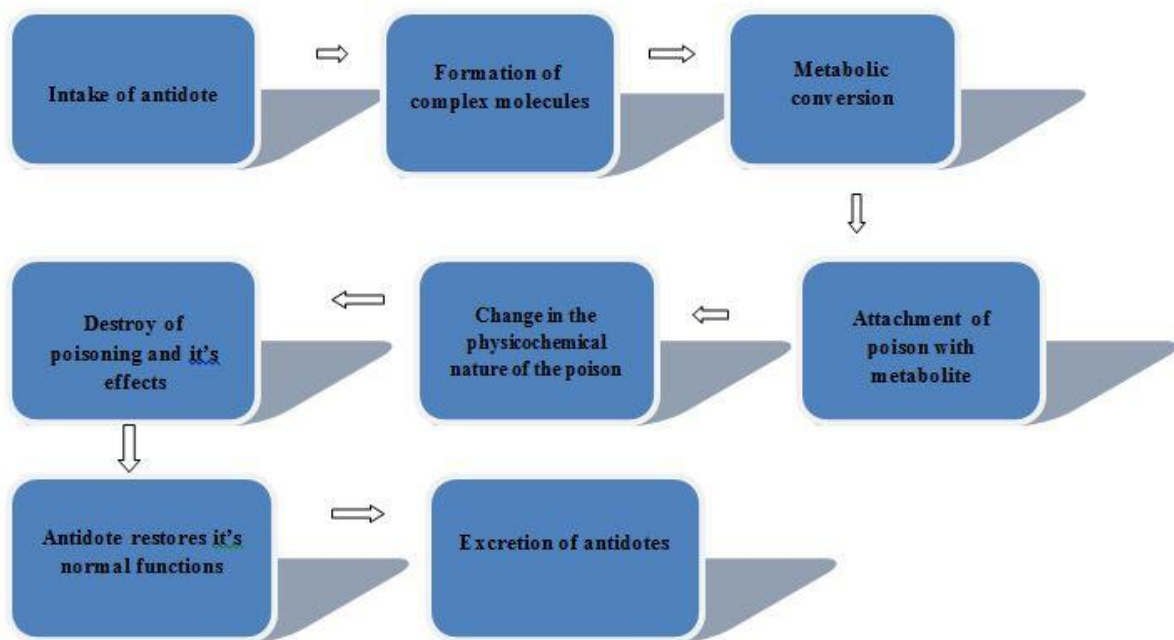 Intake of antidote
Formation of
complex molecules
Metabolic
conversion
Attachment of
poison with
metabolite
Change in the
physicochemical
nature of the poison
Destroy of
poisoning and it's
effects
Antidote restores it's
normal functions
Excretion of antidotes